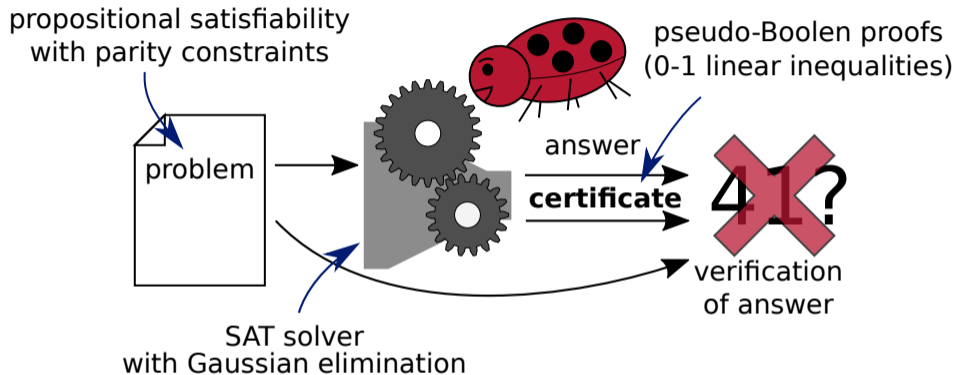 propositional satisfiability
with parity constraints
pseudo-Boolen proofs
(0-1 linear inequalities)
problem
answer
certificate
41?
verification
of answer
SAT solver
with Gaussian elimination